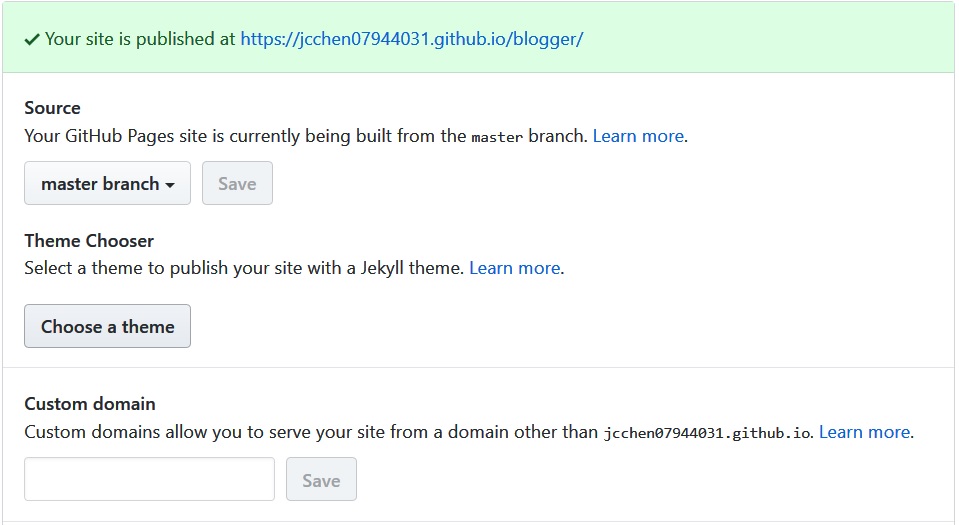 Your site is published at https://jcchen07944031.github.io/blogger/
Source
Your GitHub Pages site is currently being built from the master branch. Learn more.
master branch
Save
Theme Chooser
Select a theme to publish your site with a Jekyll theme. Learn more.
Choose a theme
Custom domain
Custom domains allow you to serve your site from a domain other than jcchen07944031.github.io. Learn more.
Save